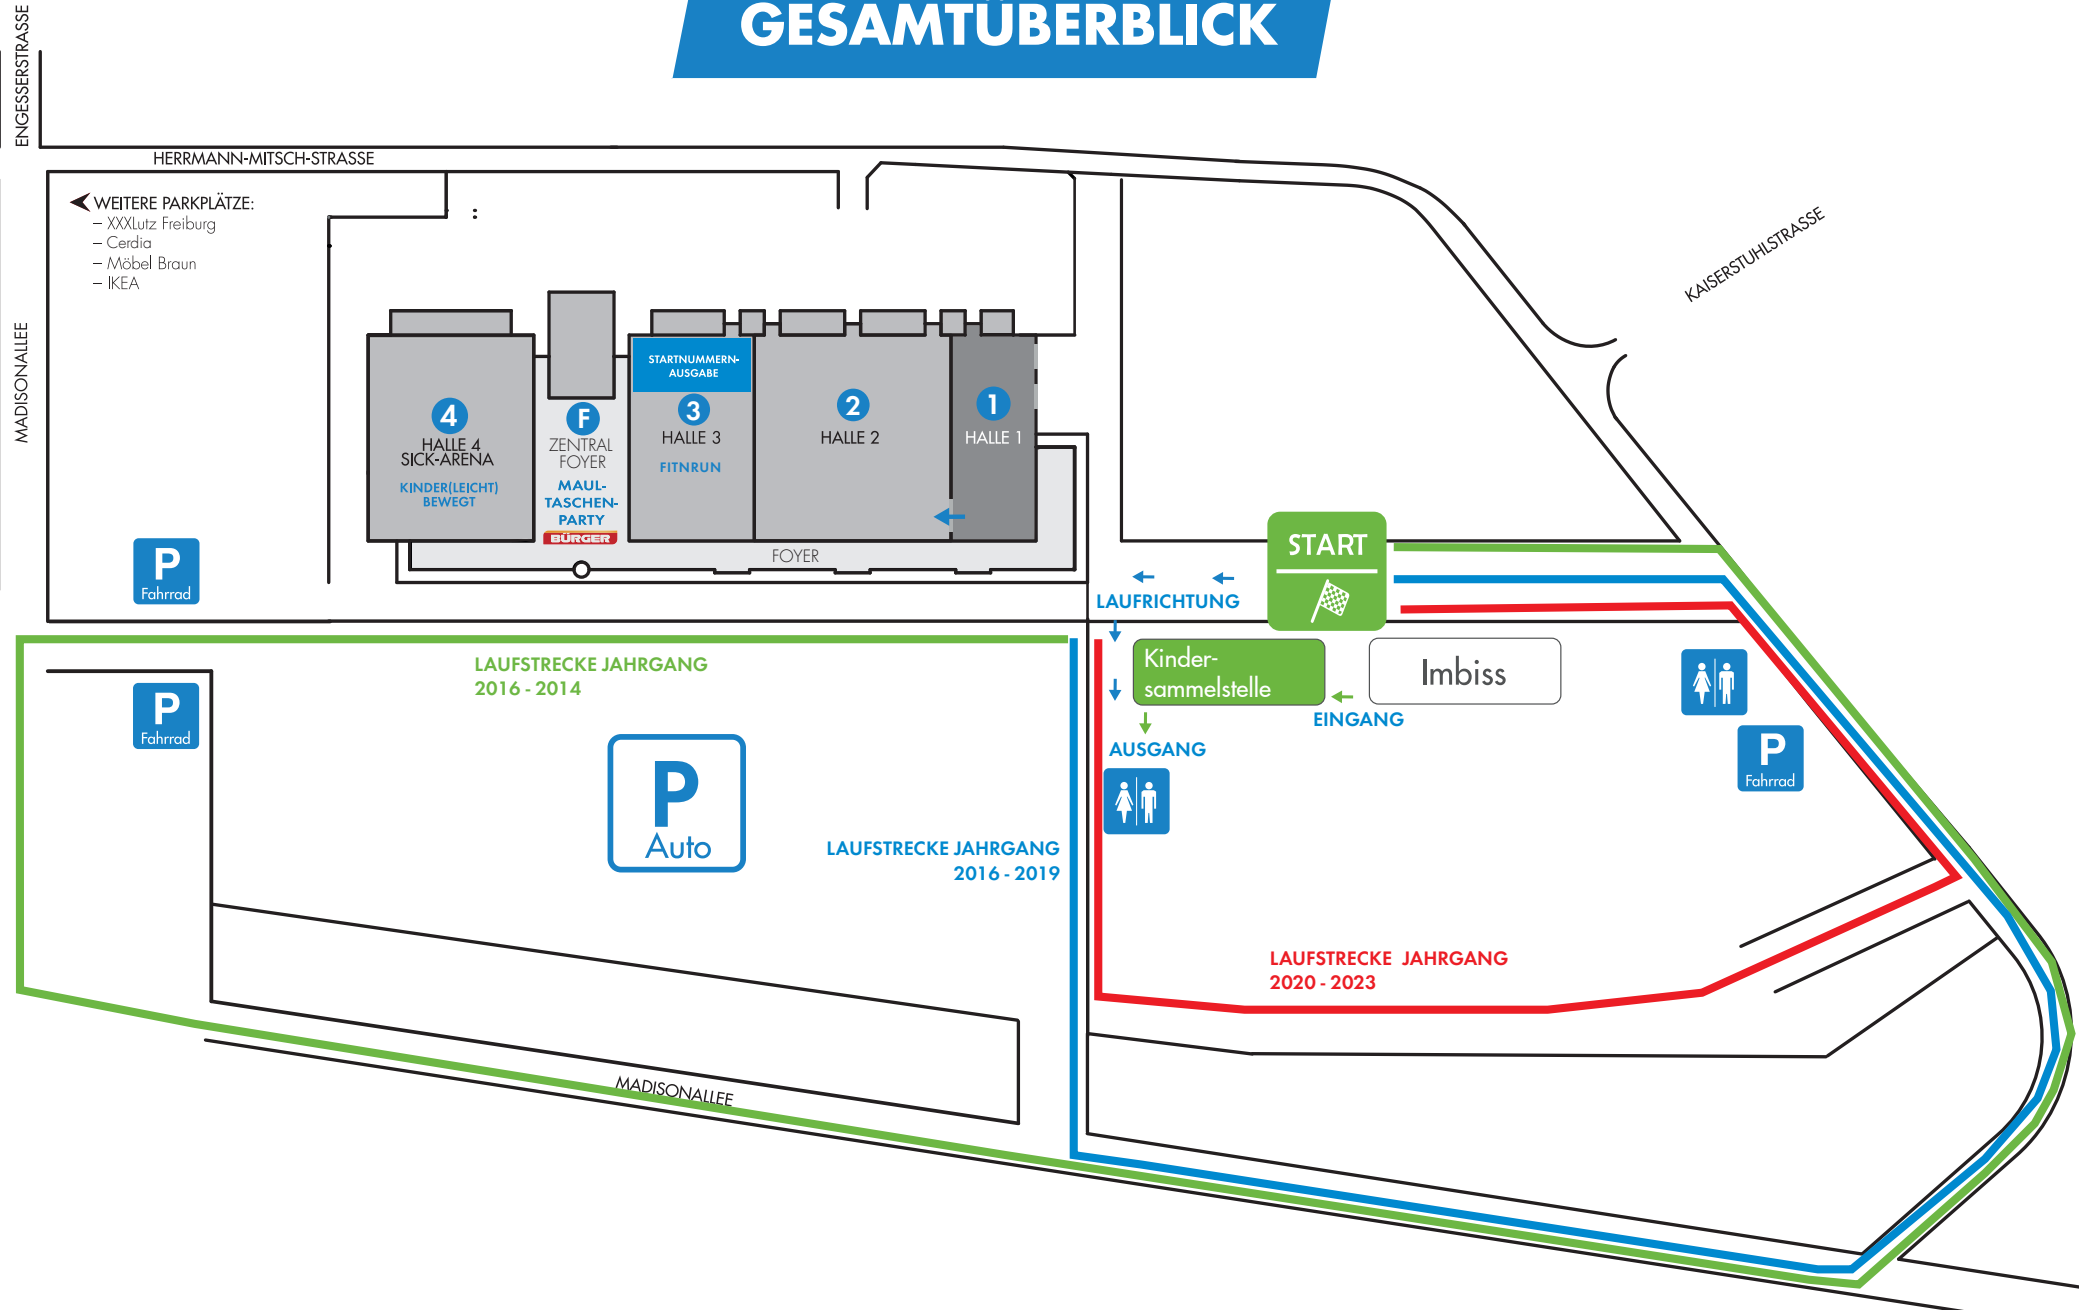 GESAMTÜBERBLICK
ENGESSERSTRASSE
HERRMANN-MITSCH-STRASSE
WEITERE PARKPLÄTZE:
– XXXLutz Freiburg
– Cerdia
– Möbel Braun
– IKEA
KAISERSTUHLSTRASSE
MADISONALLEE
STARTNUMMERN-
AUSGABE
4
HALLE 4
SICK-ARENA
KINDER(LEICHT)
BEWEGT
F
ZENTRAL
FOYER
MAUL-
TASCHEN-
PARTY
BÜRGER
3
HALLE 3
FITNRUN
2
HALLE 2
1
HALLE 1
FOYER
START
LAUFRICHTUNG
P
Fahrrad
Kinder-
sammelstelle
Imbiss
EINGANG
AUSGANG
LAUFSTRECKE JAHRGANG
2016 - 2014
P
Fahrrad
P
Auto
P
Fahrrad
LAUFSTRECKE JAHRGANG
2016 - 2019
LAUFSTRECKE JAHRGANG
2020 - 2023
MADISONALLEE